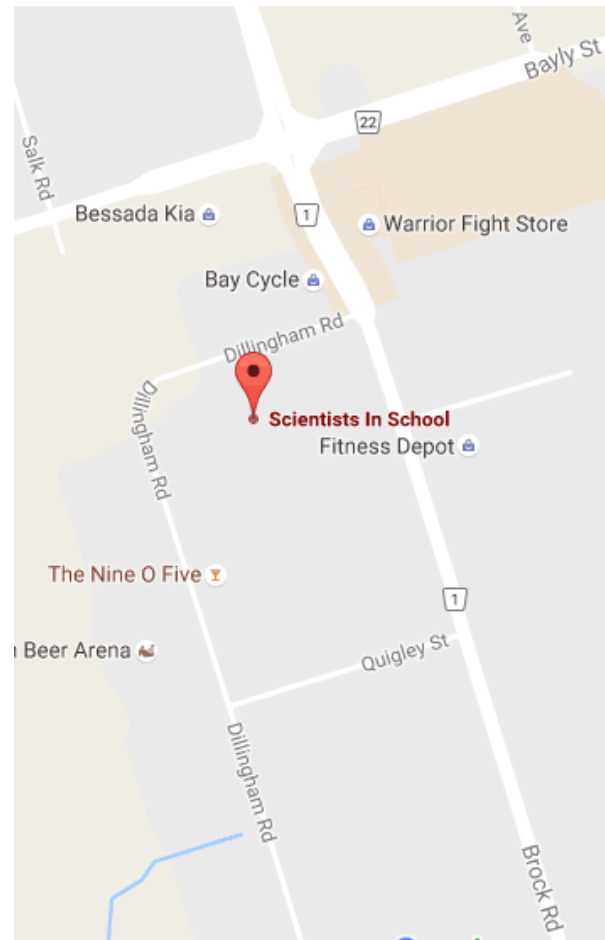 Ave
Bayly St
22
Salk Rd
Bessada Kia
1
Warrior Fight Store
Bay Cycle
Dillingham Rd
Dillingham Rd
Scientists In School
Fitness Depot
The Nine O Five
1
Beer Arena
Quigley St
Dillingham Rd
Brock Rd